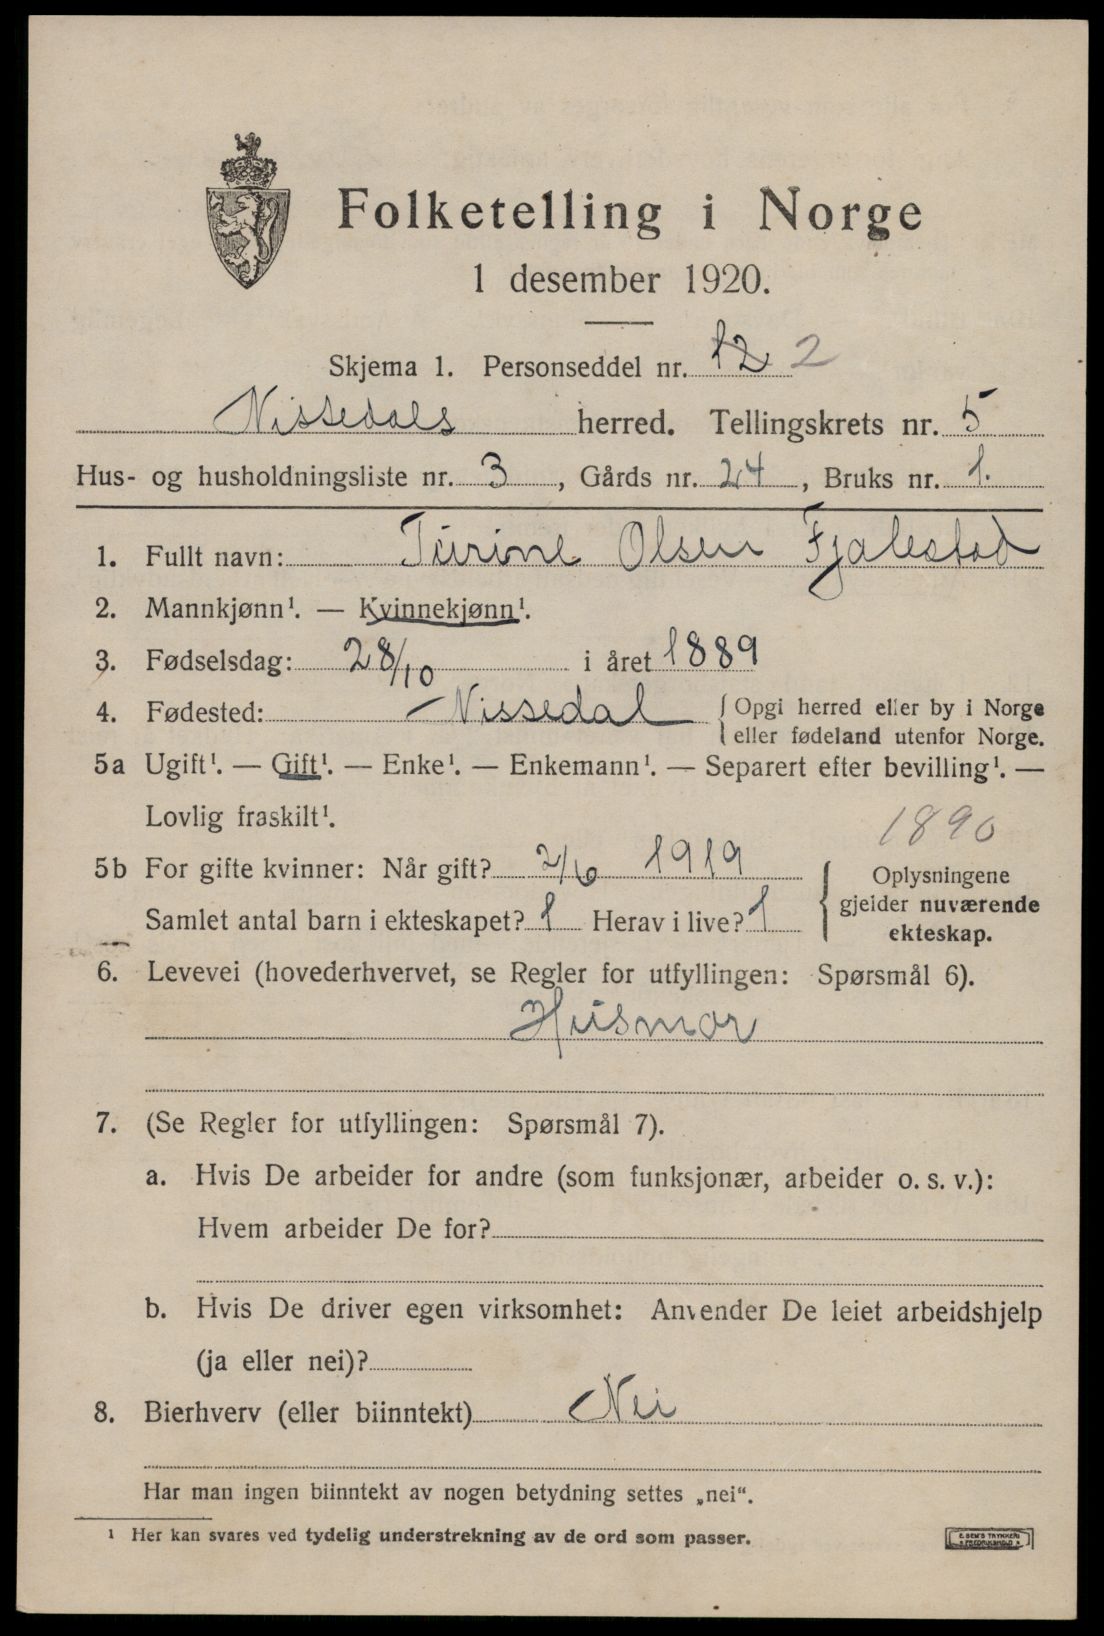 Folketelling i Norge
1 desember 1920.
Skjema 1. Personseddel nr. 12 2
Nissedals herred. Tellingskrets nr. 5
Hus- og husholdningsliste nr. 3, Gårds nr. 24, Bruks nr. 1.
1. Fullt navn: Turine Olsen Fjalestad
2. Mannkjønn¹. — Kvinnekjønn¹.
3. Fødselsdag: 28/10 i året 1889
4. Fødested: Nissedal { Opgi herred eller by i Norge
eller fødeland utenfor Norge.
5a Ugift¹. — Gift¹. — Enke¹. — Enkemann¹. — Separert efter bevilling¹. —
Lovlig fraskilt¹.
1890
5b For gifte kvinner: Når gift? 2/6 1919
Samlet antal barn i ekteskapet? 1 Herav i live? 1
{ Oplysningene
gjelder nuværende
ekteskap.
6. Levevei (hovederhvervet, se Regler for utfyllingen: Spørsmål 6).
Husmor
7. (Se Regler for utfyllingen: Spørsmål 7).
a. Hvis De arbeider for andre (som funksjonær, arbeider o. s. v.):
Hvem arbeider De for?
b. Hvis De driver egen virksomhet: Anvender De leiet arbeidshjelp
(ja eller nei)?
8. Bierhverv (eller biinntekt) Nei
Har man ingen biinntekt av nogen betydning settes „nei“.
¹ Her kan svares ved tydelig understrekning av de ord som passer.
E. SEM'S TRYKKERI
FREDRIKSHALD